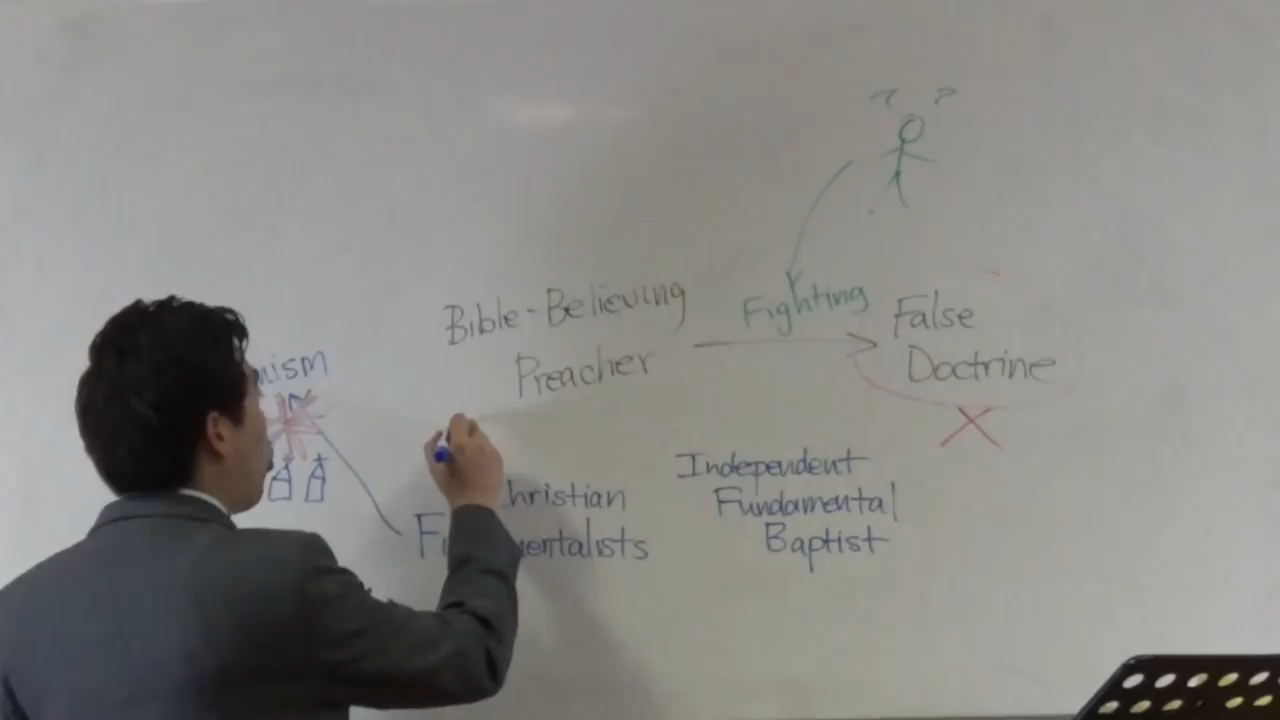 ? ?
Bible-Believing
Preacher
Fighting
False
Doctrine
nism
hristian
F entalists
Independent
Fundamental
Baptist